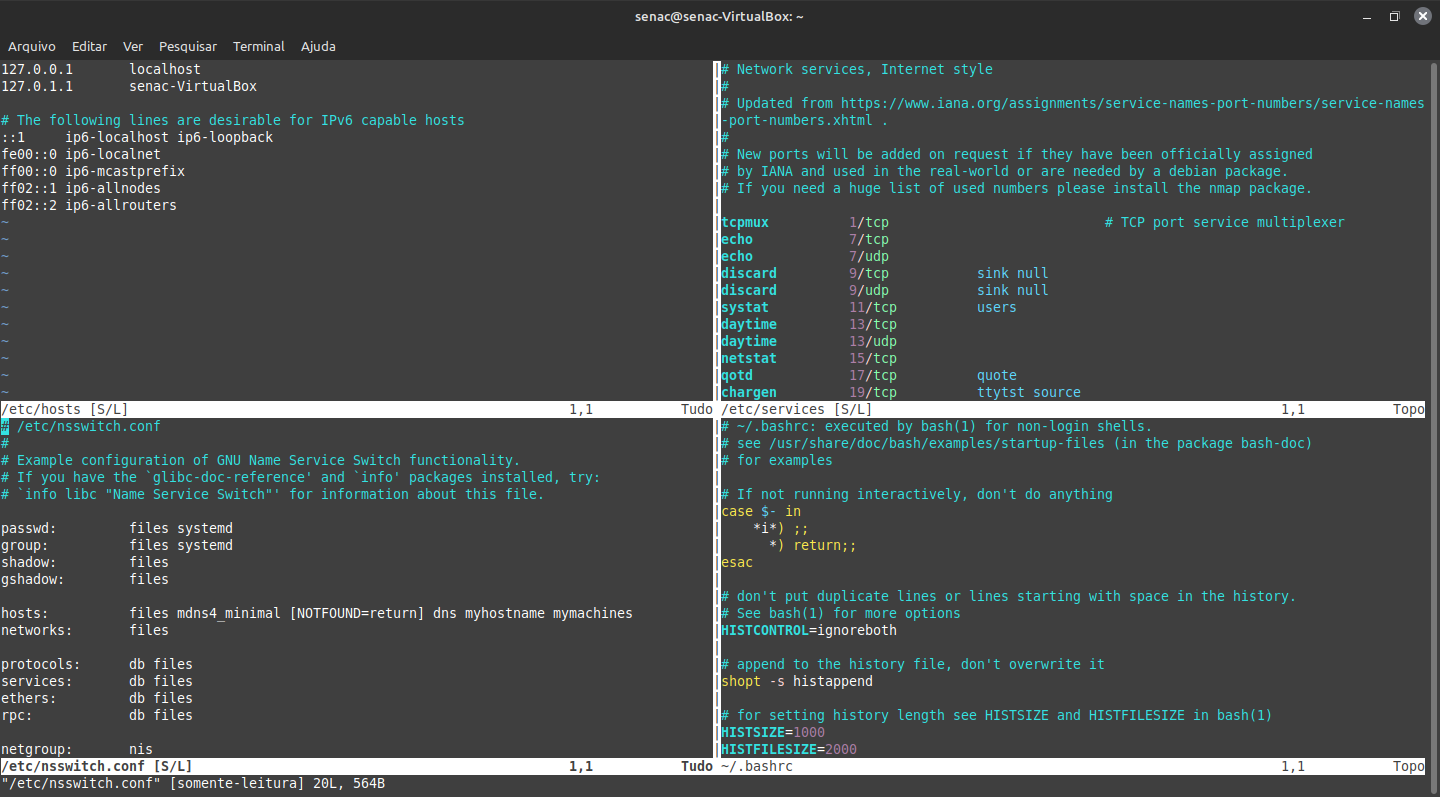 senac@senac-VirtualBox: ~
Arquivo Editar Ver Pesquisar Terminal Ajuda
127.0.0.1       localhost
127.0.1.1       senac-VirtualBox
# The following lines are desirable for IPv6 capable hosts
::1     ip6-localhost ip6-loopback
fe00::0 ip6-localnet
ff00::0 ip6-mcastprefix
ff02::1 ip6-allnodes
ff02::2 ip6-allrouters
~
~
~
~
~
~
~
~
~
~
~
/etc/hosts [S/L] 1,1 Tudo
# Network services, Internet style
#
# Updated from https://www.iana.org/assignments/service-names-port-numbers/service-names
-port-numbers.xhtml .
#
# New ports will be added on request if they have been officially assigned
# by IANA and used in the real-world or are needed by a debian package.
# If you need a huge list of used numbers please install the nmap package.
tcpmux          1/tcp                           # TCP port service multiplexer
echo            7/tcp
echo            7/udp
discard         9/tcp           sink null
discard         9/udp           sink null
systat          11/tcp          users
daytime         13/tcp
daytime         13/udp
netstat         15/tcp
qotd            17/tcp          quote
chargen         19/tcp          ttytst source
/etc/services [S/L] 1,1 Topo
# /etc/nsswitch.conf
#
# Example configuration of GNU Name Service Switch functionality.
# If you have the `glibc-doc-reference' and `info' packages installed, try:
# `info libc "Name Service Switch"' for information about this file.
passwd:         files systemd
group:          files systemd
shadow:         files
gshadow:        files
hosts:          files mdns4_minimal [NOTFOUND=return] dns myhostname mymachines
networks:       files
protocols:      db files
services:       db files
ethers:         db files
rpc:            db files
netgroup:       nis
/etc/nsswitch.conf [S/L] 1,1 Tudo
# ~/.bashrc: executed by bash(1) for non-login shells.
# see /usr/share/doc/bash/examples/startup-files (in the package bash-doc)
# for examples
# If not running interactively, don't do anything
case $- in
    *i*) ;;
      *) return;;
esac
# don't put duplicate lines or lines starting with space in the history.
# See bash(1) for more options
HISTCONTROL=ignoreboth
# append to the history file, don't overwrite it
shopt -s histappend
# for setting history length see HISTSIZE and HISTFILESIZE in bash(1)
HISTSIZE=1000
HISTFILESIZE=2000
~/.bashrc 1,1 Topo
"/etc/nsswitch.conf" [somente-leitura] 20L, 564B